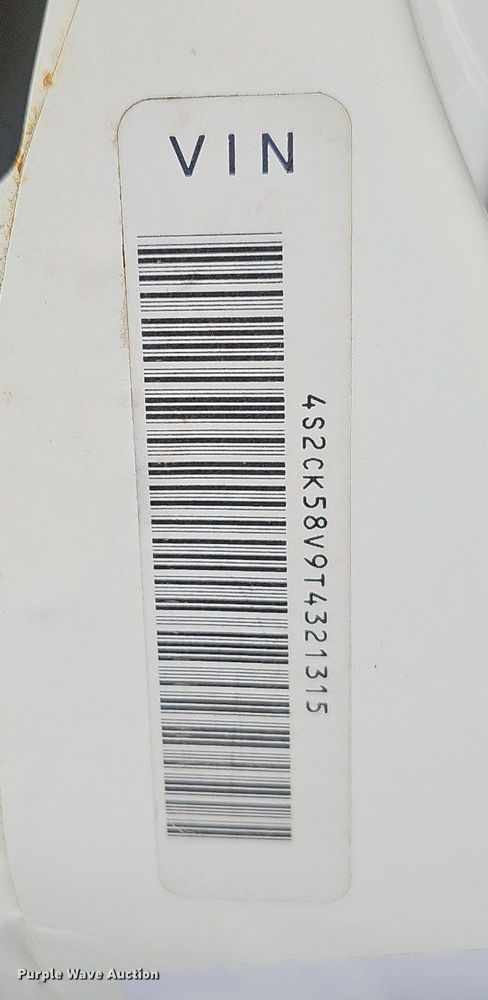 VIN
4S2CK58V9T4321315
Purple Wave Auction